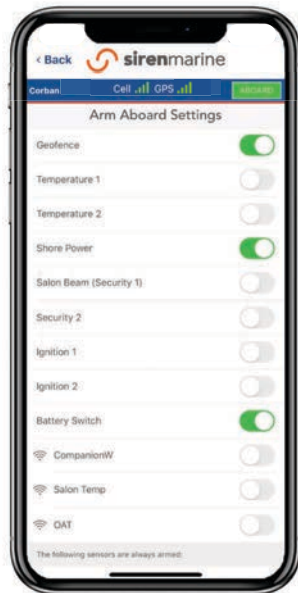 < Back sirenmarine
Corban Cell GPS ABOARD
Arm Aboard Settings
Geofence
Temperature 1
Temperature 2
Shore Power
Salon Beam (Security 1)
Security 2
Ignition 1
Ignition 2
Battery Switch
CompanionW
Salon Temp
OAT
The following sensors are always armed: